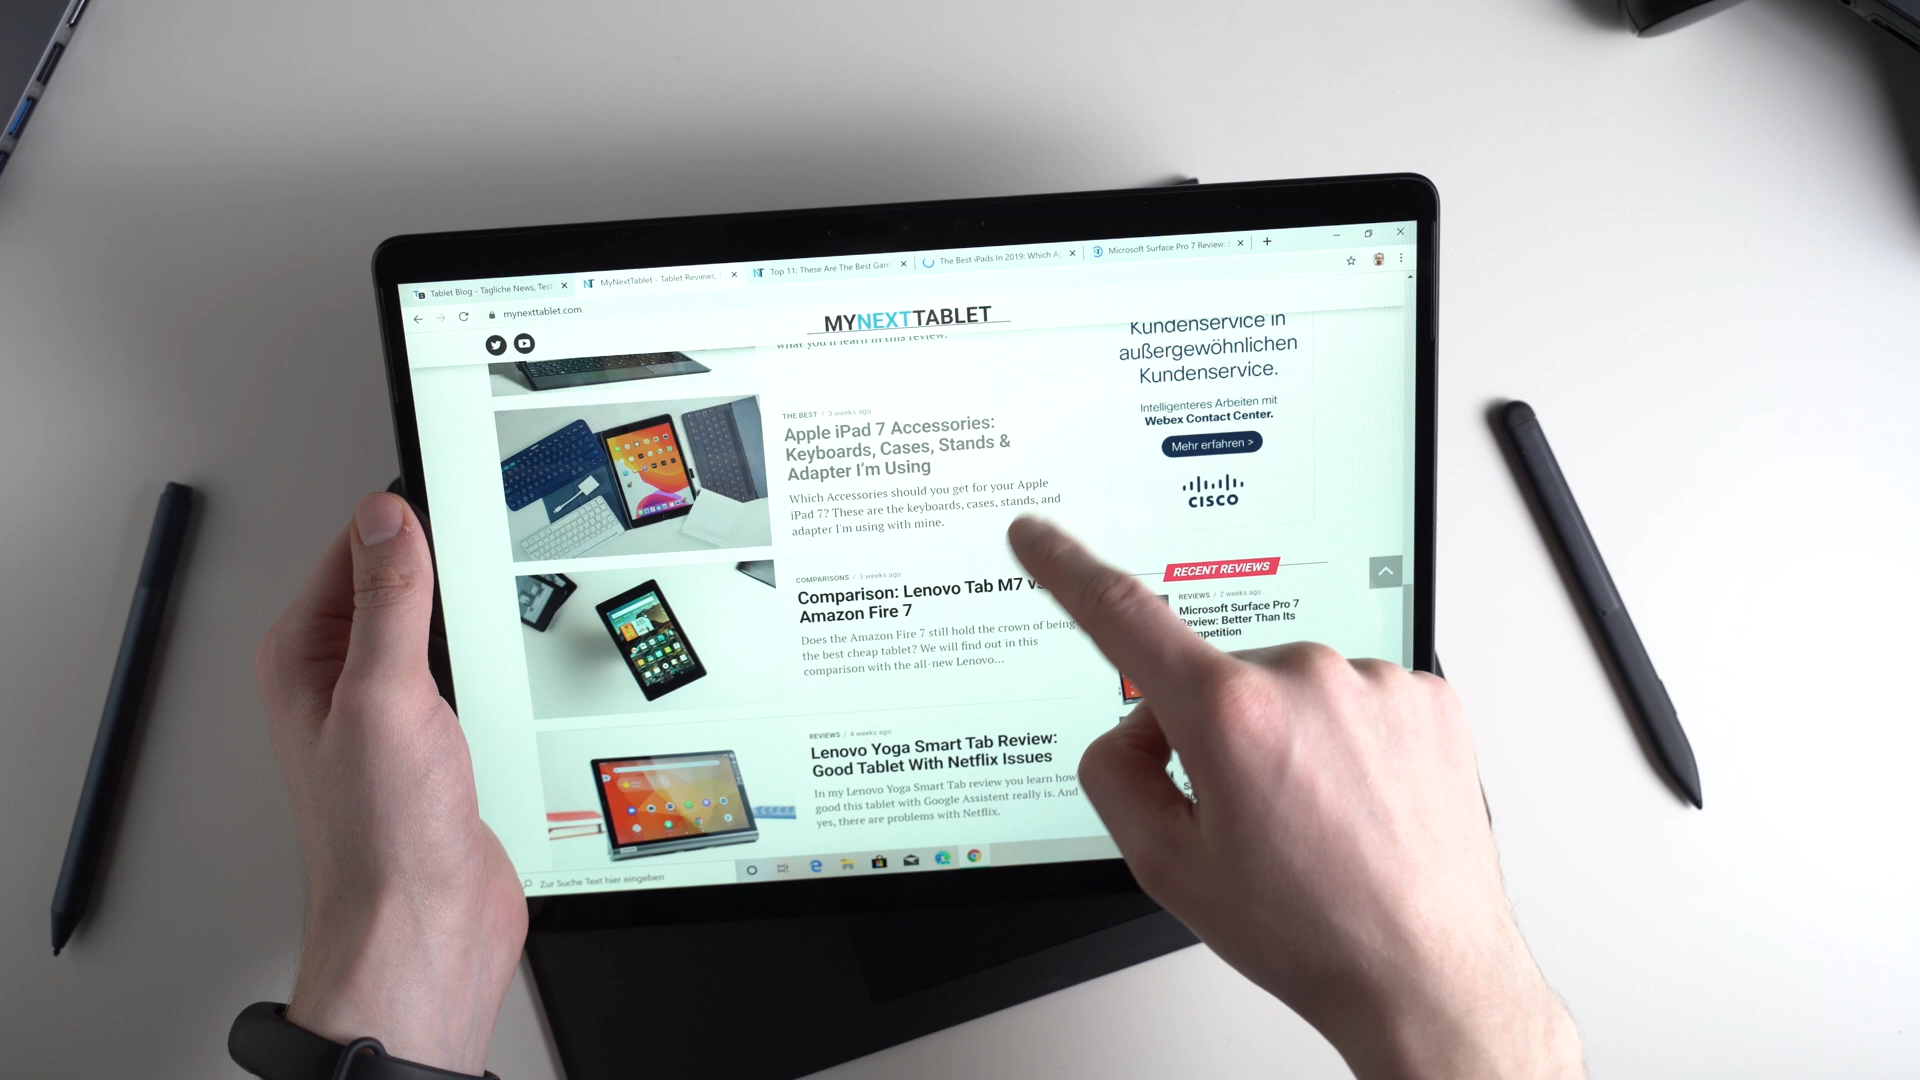 Tablet Blog - Tägliche News, Test
MyNextTablet - Tablet Reviews,
Top 11: These Are The Best Gam
The Best iPads In 2019: Which A
Microsoft Surface Pro 7 Review:
mynexttablet.com
MYNEXTTABLET
what you'll learn in this review.
THE BEST / 3 weeks ago
Apple iPad 7 Accessories:
Keyboards, Cases, Stands &
Adapter I'm Using
Which Accessories should you get for your Apple
iPad 7? These are the keyboards, cases, stands, and
adapter I'm using with mine.
COMPARISONS / 3 weeks ago
Comparison: Lenovo Tab M7 vs
Amazon Fire 7
Does the Amazon Fire 7 still hold the crown of being
the best cheap tablet? We will find out in this
comparison with the all-new Lenovo...
REVIEWS / 4 weeks ago
Lenovo Yoga Smart Tab Review:
Good Tablet With Netflix Issues
In my Lenovo Yoga Smart Tab review you learn how
good this tablet with Google Assistent really is. And
yes, there are problems with Netflix.
Kundenservice in
außergewöhnlichen
Kundenservice.
Intelligenteres Arbeiten mit
Webex Contact Center.
Mehr erfahren >
CISCO
RECENT REVIEWS
REVIEWS / 2 weeks ago
Microsoft Surface Pro 7
Review: Better Than Its
mpetition
Zur Suche Text hier eingeben